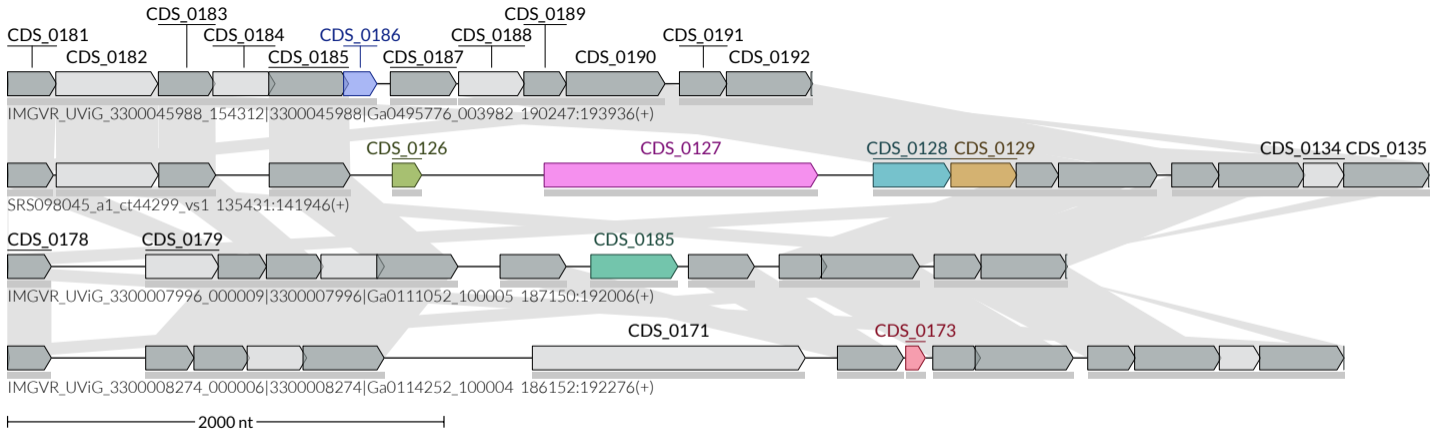 CDS_0183 CDS_0189
CDS_0181 CDS_0184 CDS_0186 CDS_0188 CDS_0191
CDS_0182 CDS_0185 CDS_0187 CDS_0190 CDS_0192
IMGVR_UViG_3300045988_154312|3300045988|Ga0495776_003982 190247:193936(+)
CDS_0126 CDS_0127 CDS_0128 CDS_0129 CDS_0134 CDS_0135
SRS098045_a1_ct44299_vs1 135431:141946(+)
CDS_0178 CDS_0179 CDS_0185
IMGVR_UViG_3300007996_000009|3300007996|Ga0111052_100005 187150:192006(+)
CDS_0171 CDS_0173
IMGVR_UViG_3300008274_000006|3300008274|Ga0114252_100004 186152:192276(+)
2000 nt